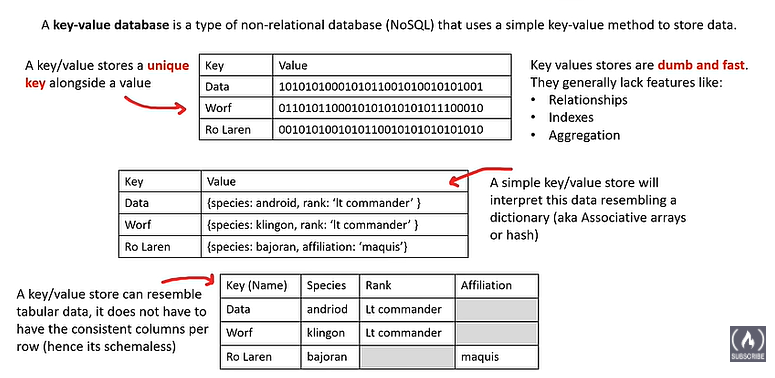 A key-value database is a type of non-relational database (NoSQL) that uses a simple key-value method to store data.
A key/value stores a unique
key alongside a value
Key Value
Data 1010101000101011001010010101001
Worf 0110101100010101010101011100010
Ro Laren 0010101001010110010101010101010
Key values stores are dumb and fast.
They generally lack features like:
• Relationships
• Indexes
• Aggregation
Key Value
Data {species: android, rank: ‘lt commander’ }
Worf {species: klingon, rank: ‘lt commander’ }
Ro Laren {species: bajoran, affiliation: ‘maquis’}
A simple key/value store will
interpret this data resembling a
dictionary (aka Associative arrays
or hash)
A key/value store can resemble
tabular data, it does not have to
have the consistent columns per
row (hence its schemaless)
Key (Name) Species Rank Affiliation
Data andriod Lt commander
Worf klingon Lt commander
Ro Laren bajoran maquis
SUBSCRIBE